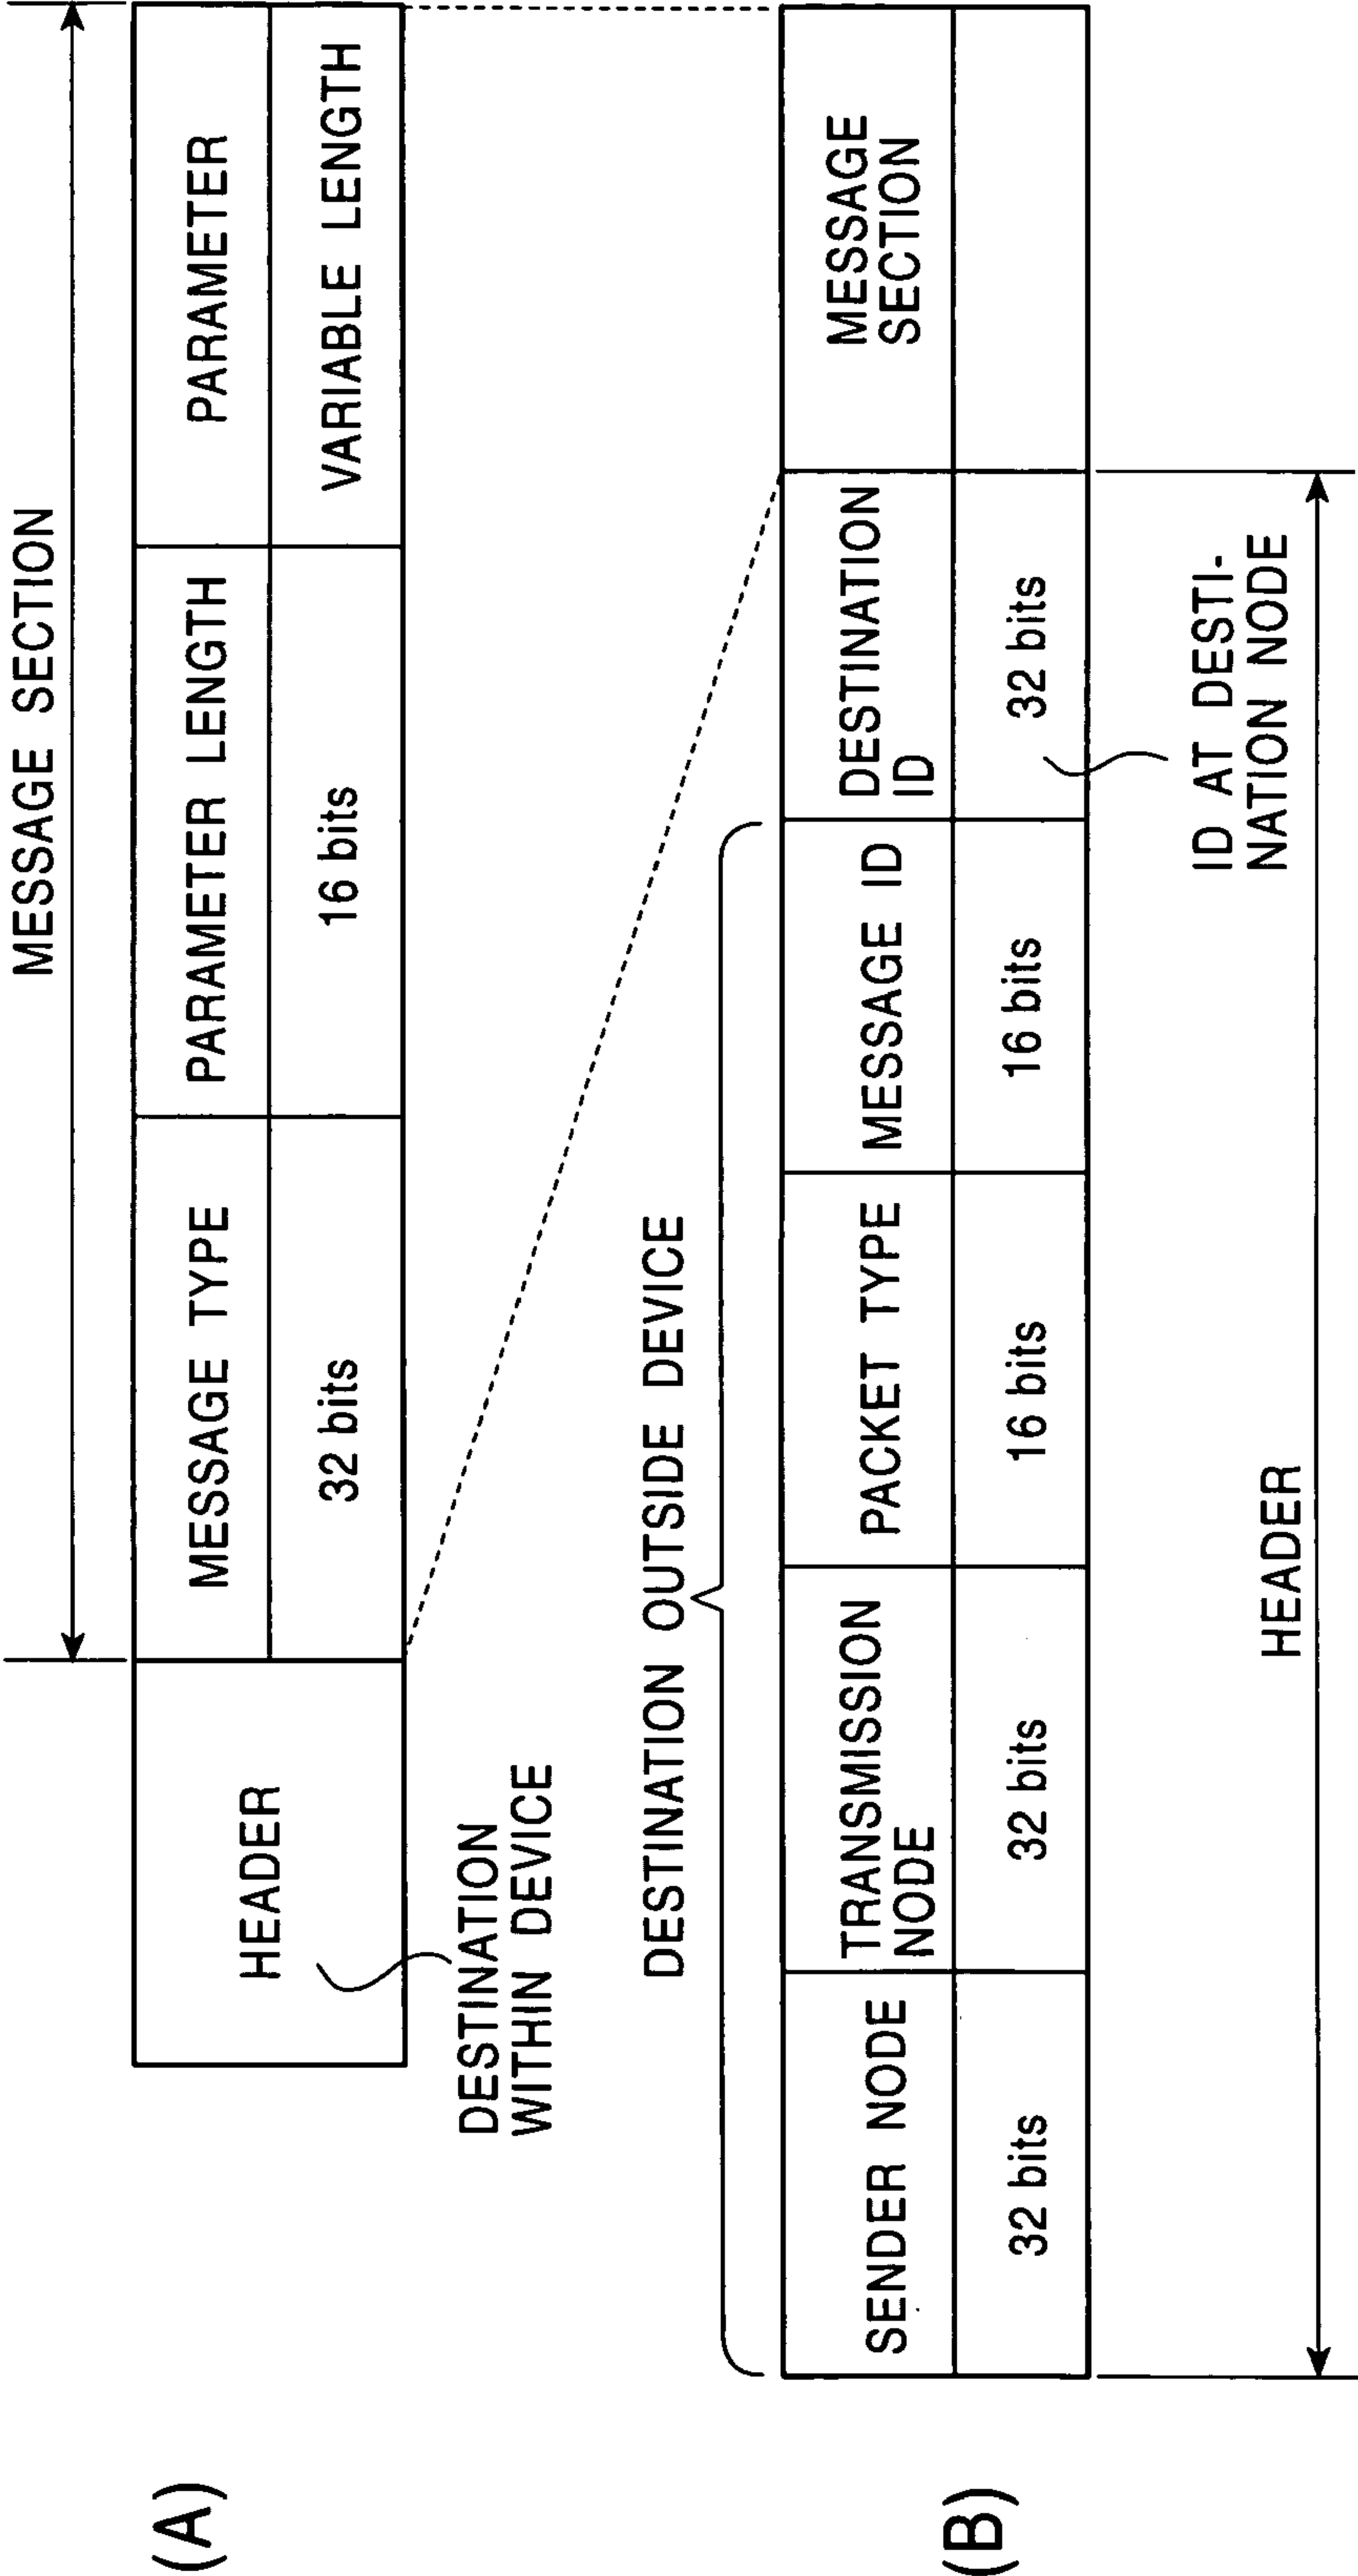 (A)
MESSAGE SECTION
HEADER
MESSAGE TYPE
PARAMETER LENGTH
PARAMETER
32 bits
16 bits
VARIABLE LENGTH
DESTINATION
WITHIN DEVICE
(B)
DESTINATION OUTSIDE DEVICE
SENDER NODE
TRANSMISSION
NODE
PACKET TYPE
MESSAGE ID
DESTINATION
ID
MESSAGE
SECTION
32 bits
32 bits
16 bits
16 bits
32 bits
ID AT DESTI-
NATION NODE
HEADER